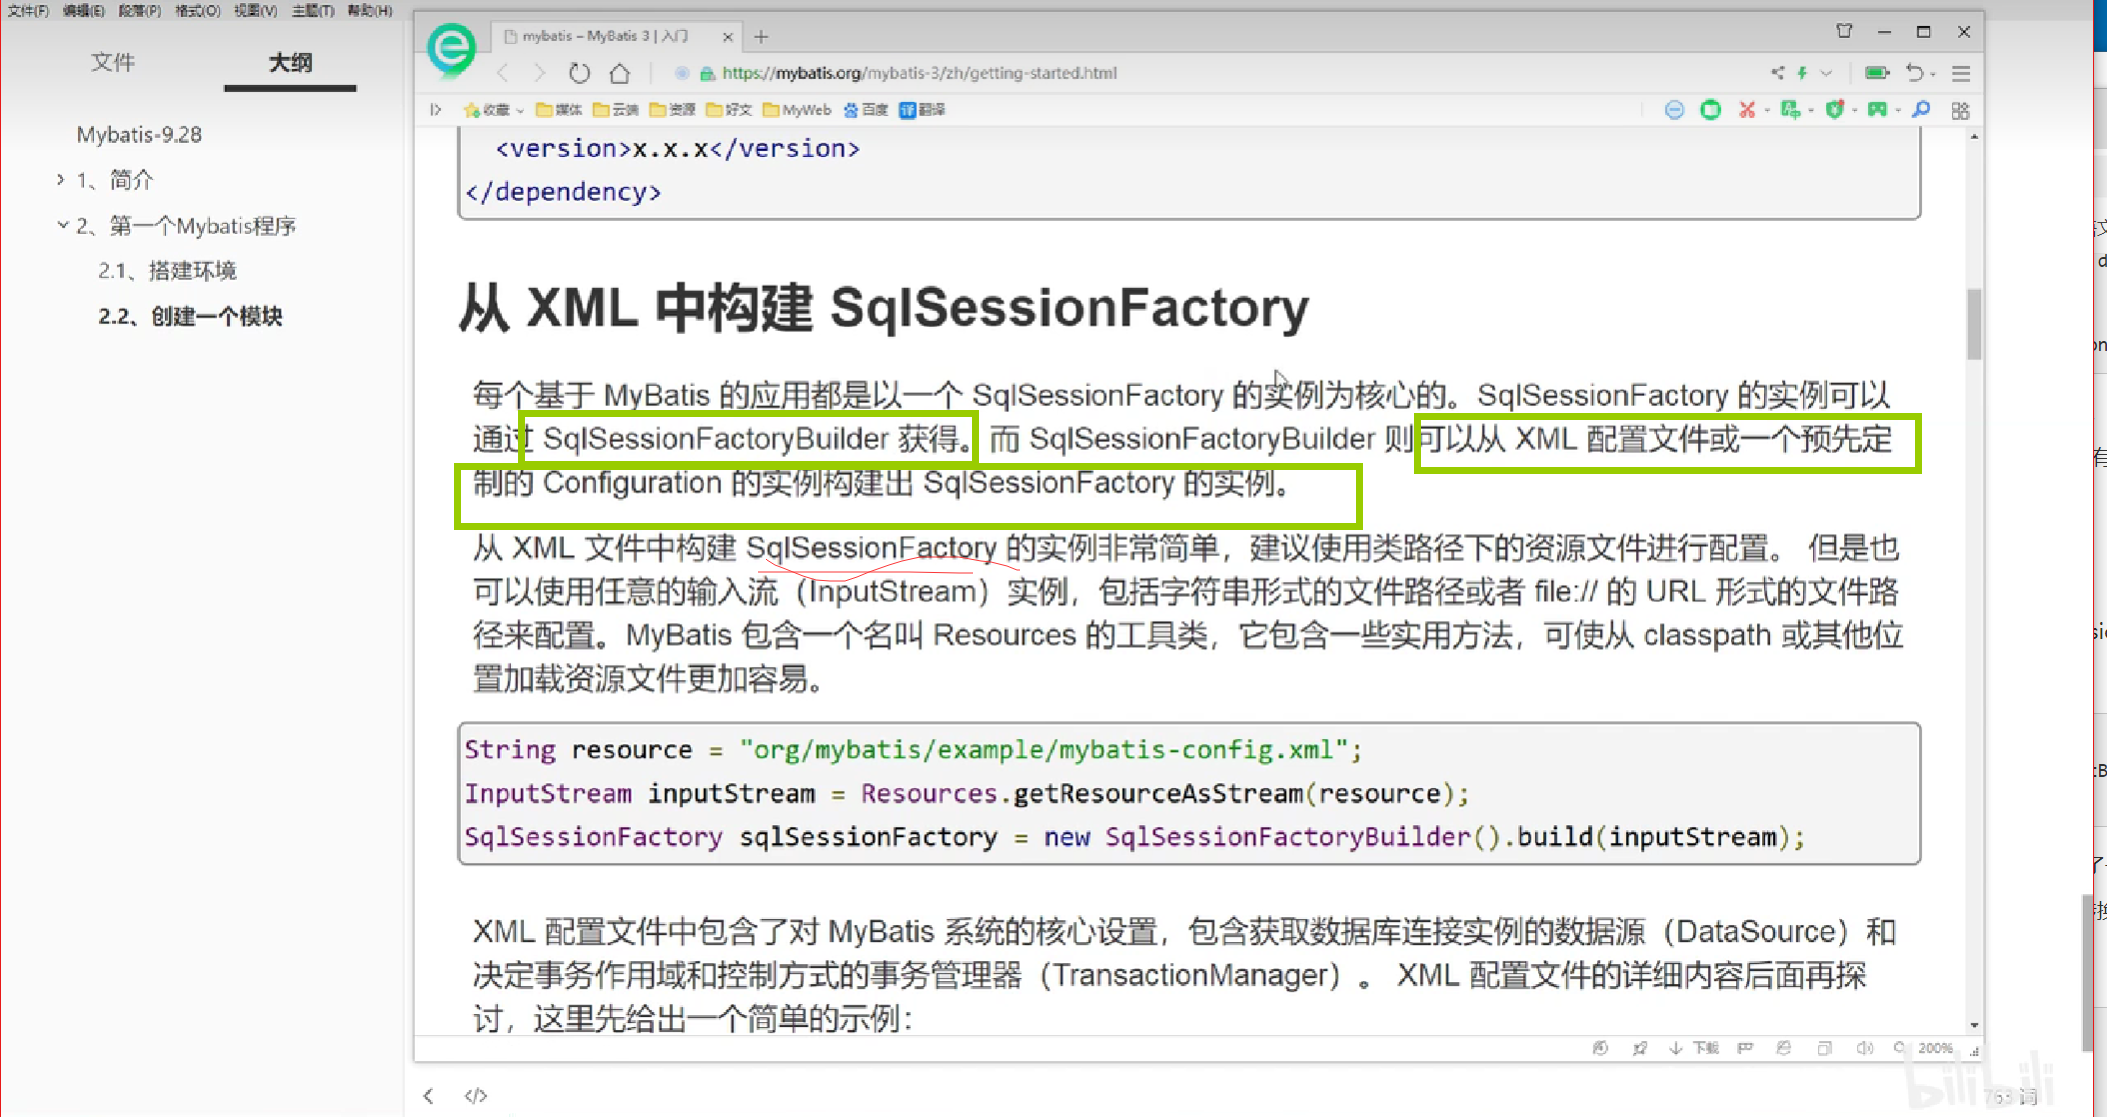 文件(F) 编辑(E) 段落(P) 格式(O) 视图(V) 主题(T) 帮助(H)
文件 大纲
Mybatis-9.28
1、简介
2、第一个Mybatis程序
2.1、搭建环境
2.2、创建一个模块
mybatis – MyBatis 3 | 入门
https://mybatis.org/mybatis-3/zh/getting-started.html
收藏 媒体 云端 资源 好文 MyWeb 百度 译 翻译
<version>x.x.x</version>
</dependency>
从 XML 中构建 SqlSessionFactory
每个基于 MyBatis 的应用都是以一个 SqlSessionFactory 的实例为核心的。SqlSessionFactory 的实例可以
通过 SqlSessionFactoryBuilder 获得。而 SqlSessionFactoryBuilder 则可以从 XML 配置文件或一个预先定
制的 Configuration 的实例构建出 SqlSessionFactory 的实例。
从 XML 文件中构建 SqlSessionFactory 的实例非常简单，建议使用类路径下的资源文件进行配置。 但是也
可以使用任意的输入流（InputStream）实例，包括字符串形式的文件路径或者 file:// 的 URL 形式的文件路
径来配置。MyBatis 包含一个名叫 Resources 的工具类，它包含一些实用方法，可使从 classpath 或其他位
置加载资源文件更加容易。
String resource = "org/mybatis/example/mybatis-config.xml";
InputStream inputStream = Resources.getResourceAsStream(resource);
SqlSessionFactory sqlSessionFactory = new SqlSessionFactoryBuilder().build(inputStream);
XML 配置文件中包含了对 MyBatis 系统的核心设置，包含获取数据库连接实例的数据源（DataSource）和
决定事务作用域和控制方式的事务管理器（TransactionManager）。 XML 配置文件的详细内容后面再探
讨，这里先给出一个简单的示例：
下载 200%
</>
bilibili
763 词